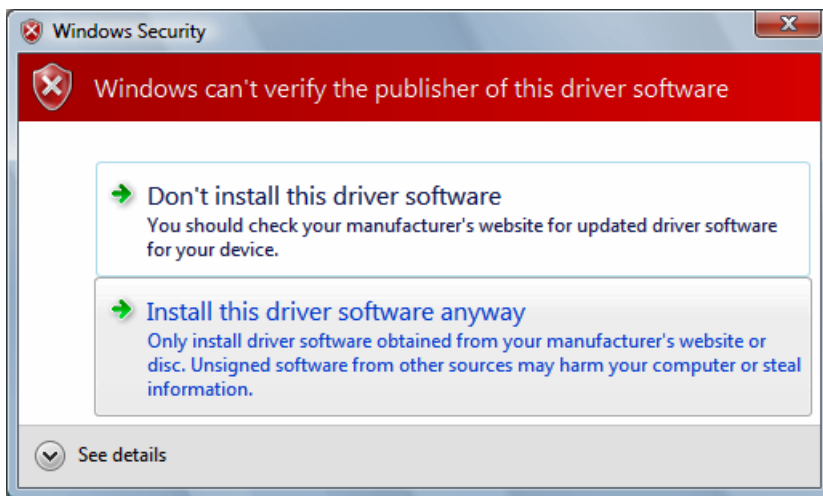 Windows Security
Windows can't verify the publisher of this driver software
Don't install this driver software
You should check your manufacturer's website for updated driver software
for your device.
Install this driver software anyway
Only install driver software obtained from your manufacturer's website or
disc. Unsigned software from other sources may harm your computer or steal
information.
See details